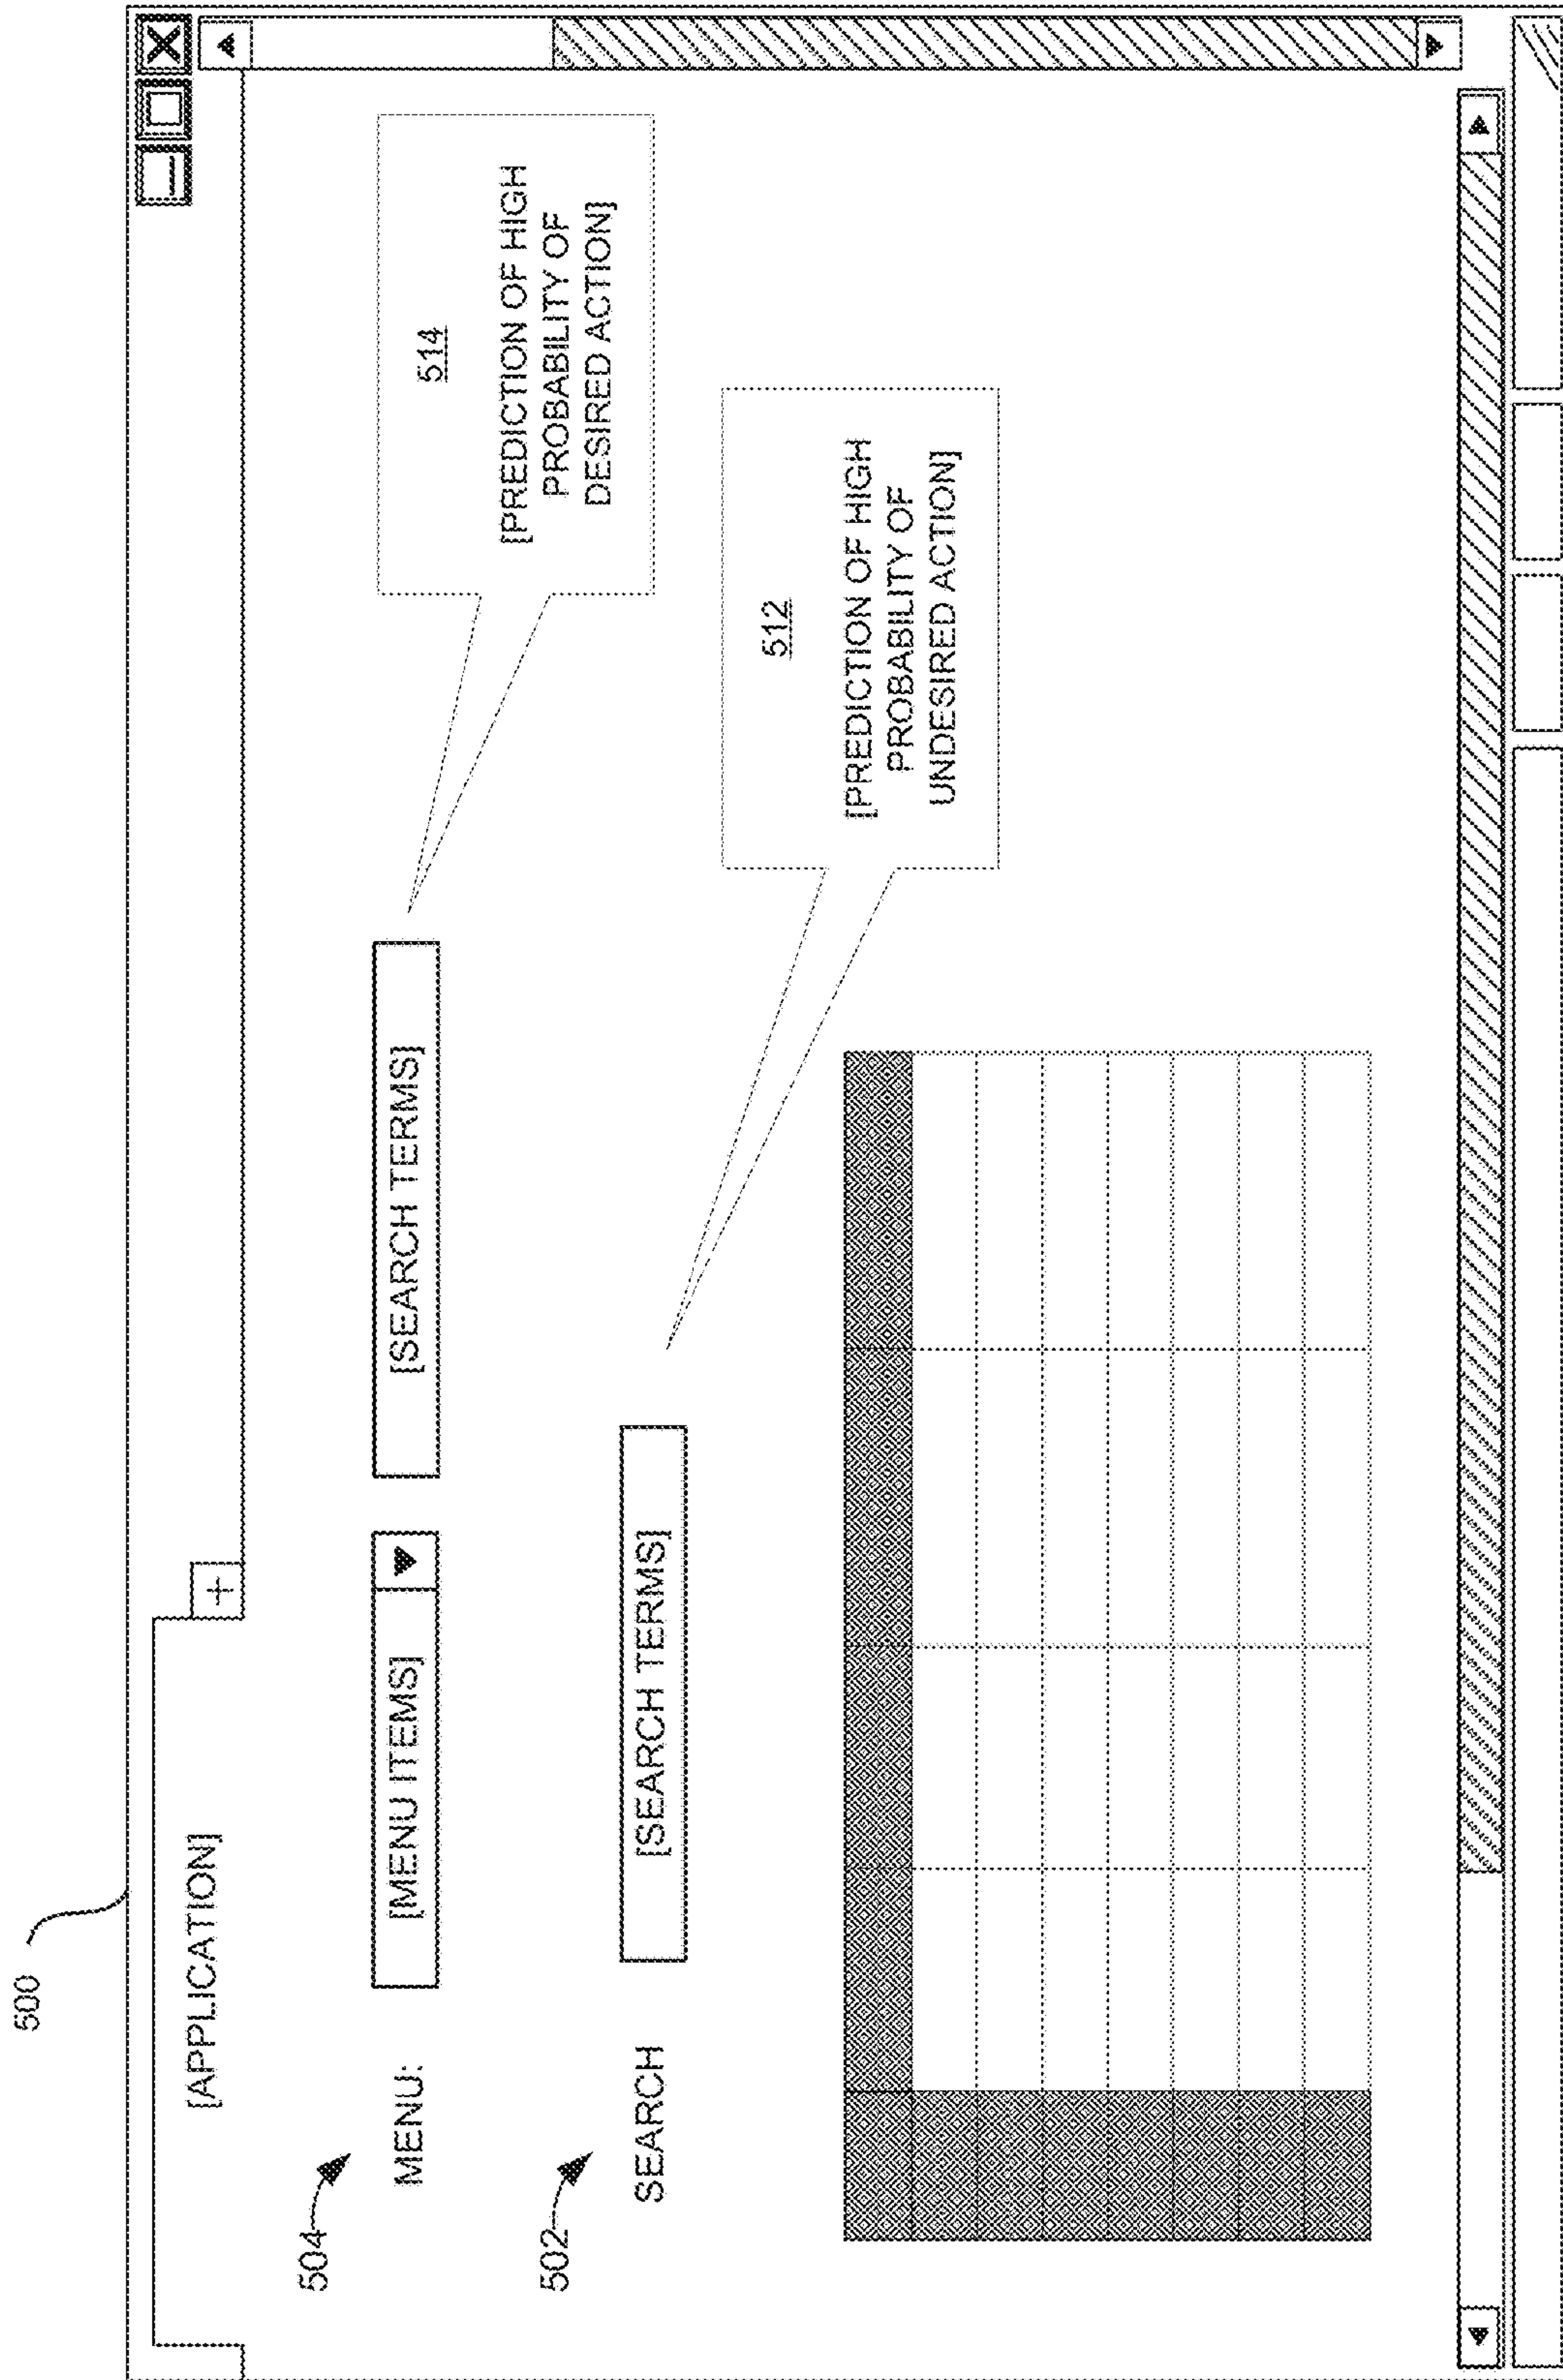 500
[APPLICATION]
+
504
MENU:
[MENU ITEMS]
[SEARCH TERMS]
514
[PREDICTION OF HIGH
PROBABILITY OF
DESIRED ACTION]
502
SEARCH
[SEARCH TERMS]
512
[PREDICTION OF HIGH
PROBABILITY OF
UNDESIRED ACTION]